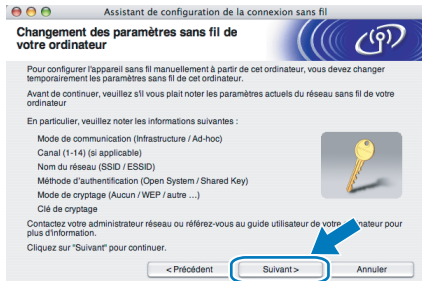 Assistant de configuration de la connexion sans fil
Changement des paramètres sans fil de
votre ordinateur
Pour configurer l'appareil sans fil manuellement à partir de cet ordinateur, vous devez changer
temporairement les paramètres sans fil de cet ordinateur.
Avant de continuer, veuillez s'il vous plait noter les paramètres actuels du réseau sans fil de votre
ordinateur
En particulier, veuillez noter les informations suivantes :
Mode de communication (Infrastructure / Ad-hoc)
Canal (1-14) (si applicable)
Nom du réseau (SSID / ESSID)
Méthode d'authentification (Open System / Shared Key)
Mode de cryptage (Aucun / WEP / autre ...)
Clé de cryptage
Contactez votre administrateur réseau ou référez-vous au guide utilisateur de votre pour
plus d'information.
Cliquez sur "Suivant" pour continuer.
< Précédent Suivant > Annuler